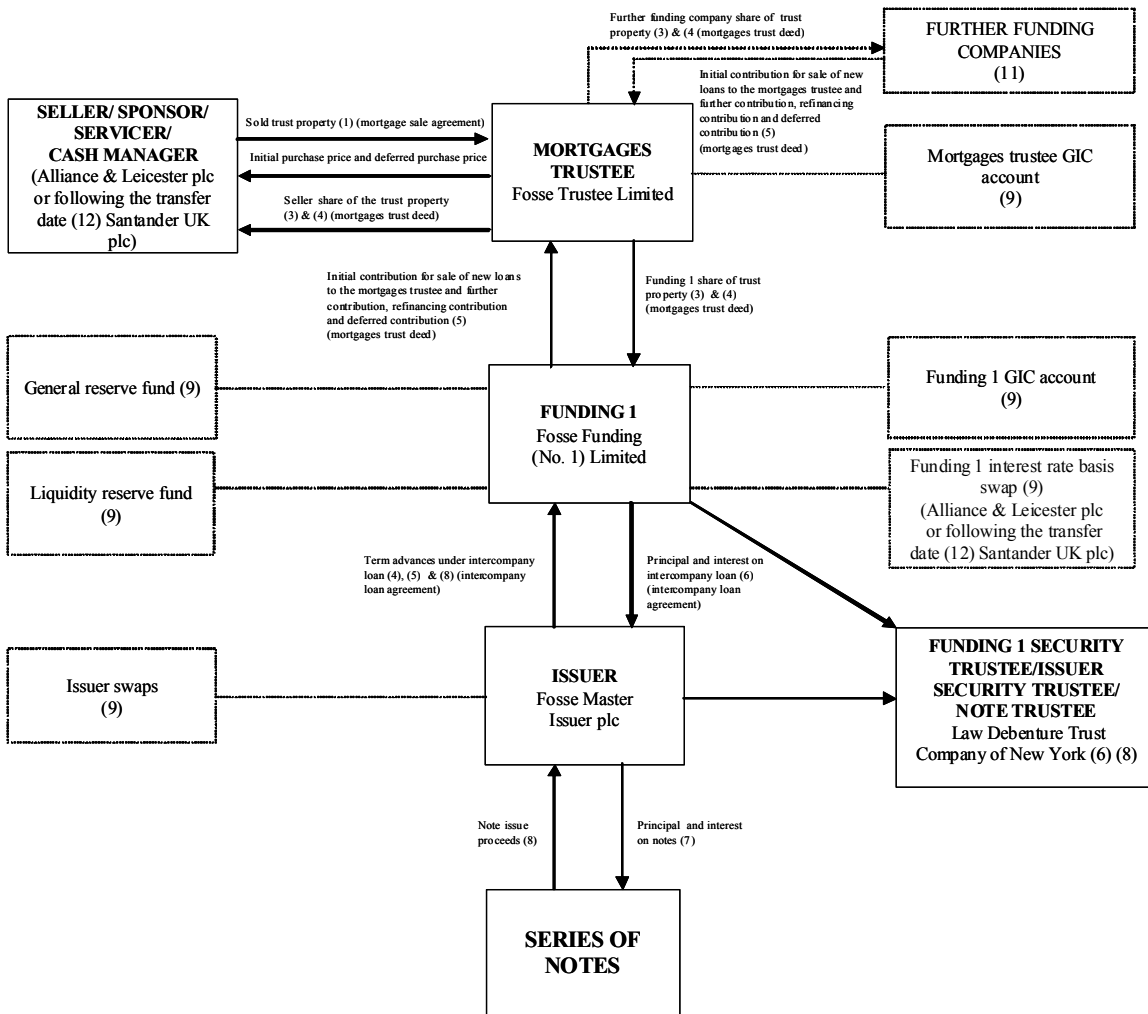 Further funding company share of trust
property (3) & (4 (mortgages trust deed)
FURTHER FUNDING
COMPANIES
(11)
Initial contribution for sale of new
loans to the mortgages trustee and
further contribution, refinancing
contribution and deferred
contribution (5)
(mortgages trust deed)
SELLER/ SPONSOR/
SERVICER/
CASH MANAGER
(Alliance & Leicester plc
or following the transfer
date (12) Santander UK
plc)
Sold trust property (1) (mortgage sale agreement)
Initial purchase price and deferred purchase price
Seller share of the trust property
(3) & (4) (mortgages trust deed)
MORTGAGES
TRUSTEE
Fosse Trustee Limited
Mortgages trustee GIC
account
(9)
Initial contribution for sale of new loans
to the mortgages trustee and further
contribution, refinancing contribution
and deferred contribution (5)
(mortgages trust deed)
Funding 1 share of trust
property (3) & (4)
(mortgages trust deed)
General reserve fund (9)
FUNDING 1
Fosse Funding
(No. 1) Limited
Funding 1 GIC account
(9)
Liquidity reserve fund
(9)
Funding 1 interest rate basis
swap (9)
(Alliance & Leicester plc
or following the transfer
date (12) Santander UK plc)
Term advances under intercompany
loan (4), (5) & (8) (intercompany
loan agreement)
Principal and interest on
intercompany loan (6)
(intercompany loan
agreement)
Issuer swaps
(9)
ISSUER
Fosse Master
Issuer plc
FUNDING 1 SECURITY
TRUSTEE/ISSUER
SECURITY TRUSTEE/
NOTE TRUSTEE
Law Debenture Trust
Company of New York (6) (8)
Note issue
proceeds (8)
Principal and interest
on notes (7)
SERIES OF
NOTES